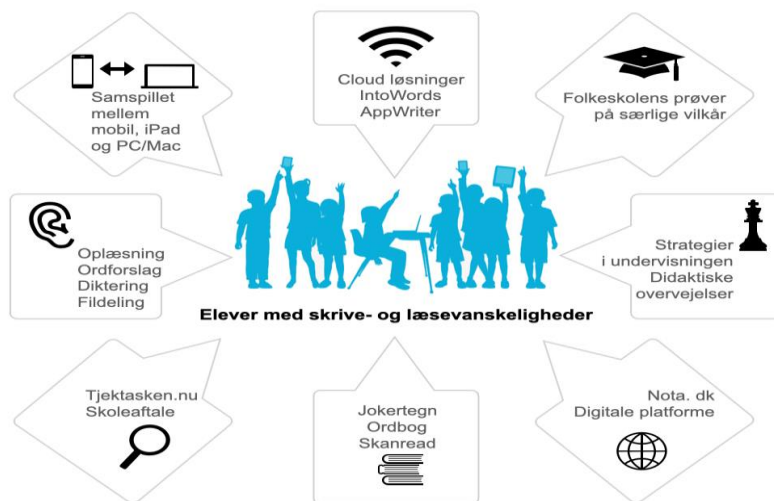 Samspillet
mellem
mobil, iPad
og PC/Mac
Cloud løsninger
IntoWords
AppWriter
Folkeskolens prøver
på særlige vilkår
Oplæsning
Ordforslag
Diktering
Fildeling
Strategier
i undervisningen
Didaktiske
overvejelser
Elever med skrive- og læsevanskeligheder
Tjektasken.nu
Skoleaftale
Jokertegn
Ordbog
Skanread
Nota. dk
Digitale platforme